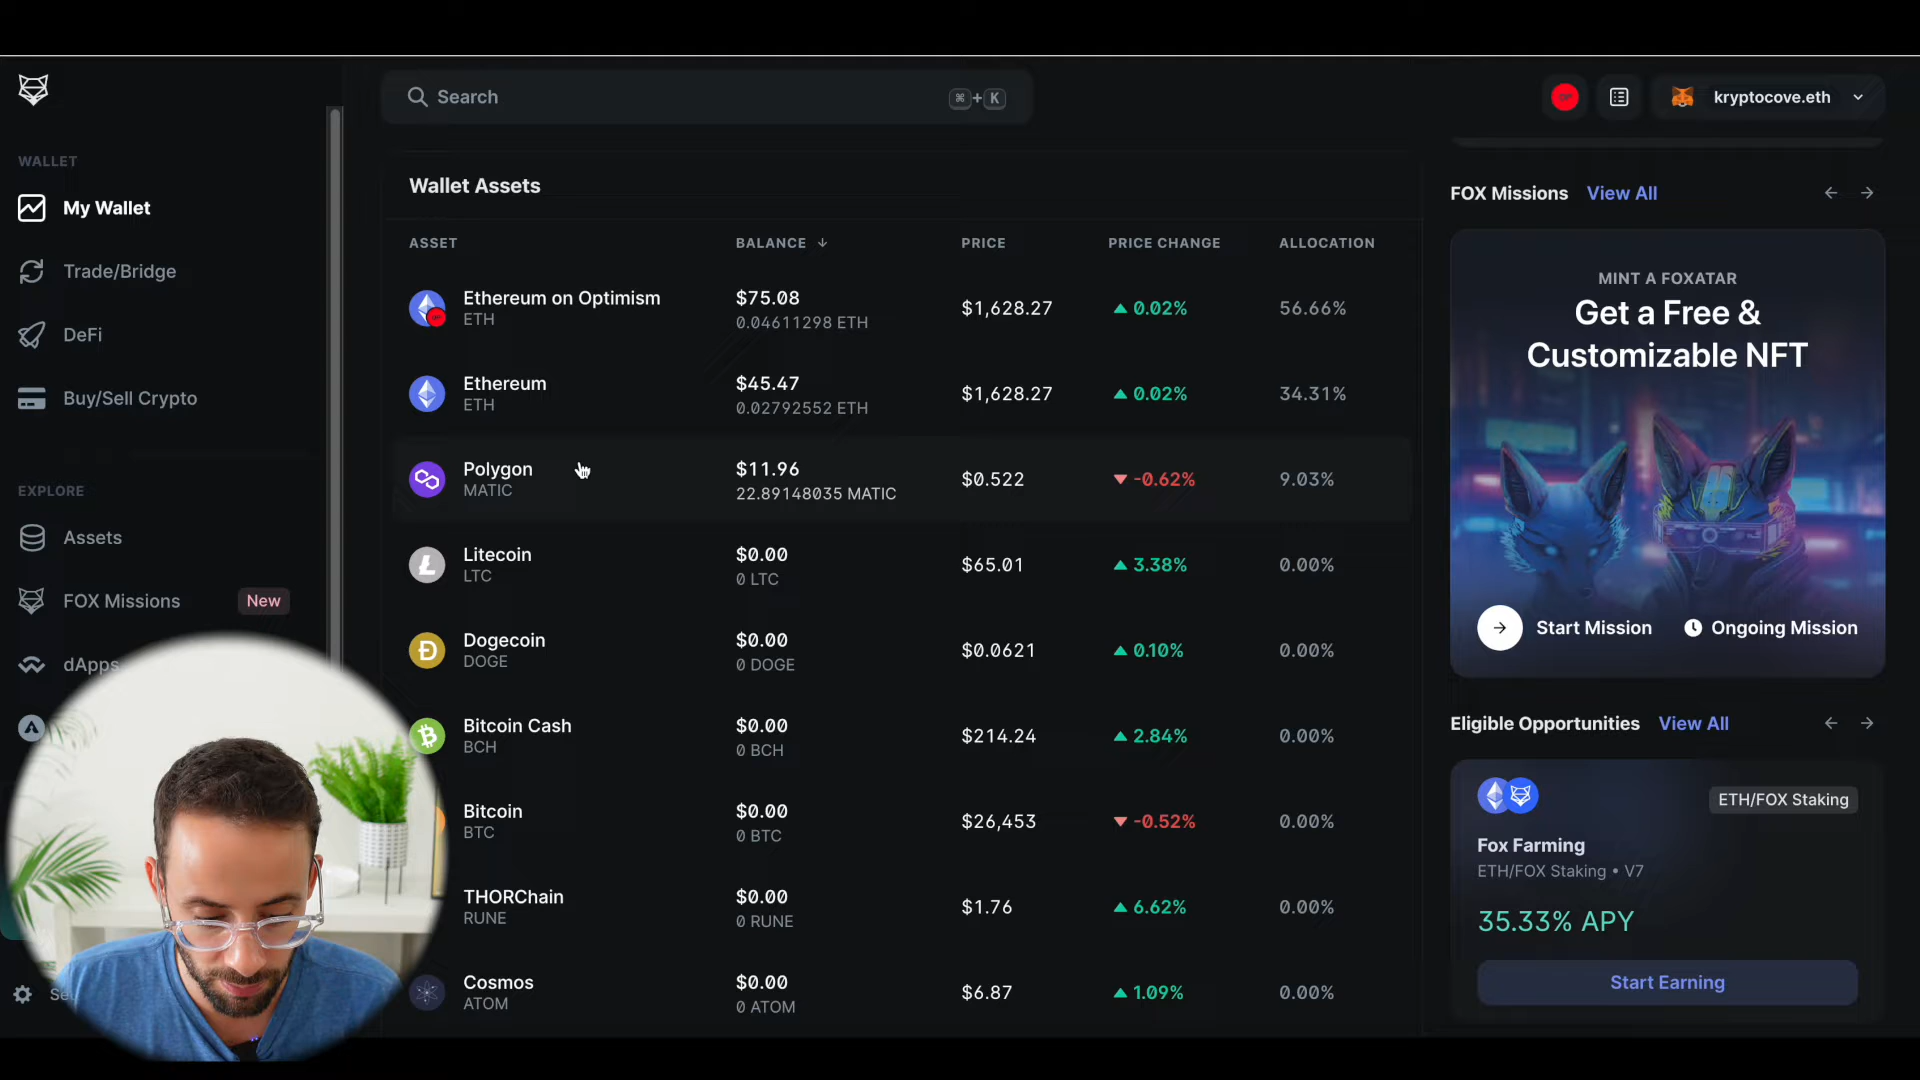 Search
⌘+K
kryptocove.eth
WALLET
My Wallet
Trade/Bridge
DeFi
Buy/Sell Crypto
EXPLORE
Assets
FOX Missions New
dApps
Wallet Assets
ASSET BALANCE PRICE PRICE CHANGE ALLOCATION
Ethereum on Optimism $75.08 $1,628.27 0.02% 56.66%
ETH 0.04611298 ETH
Ethereum $45.47 $1,628.27 0.02% 34.31%
ETH 0.02792552 ETH
Polygon $11.96 $0.522 -0.62% 9.03%
MATIC 22.89148035 MATIC
Litecoin $0.00 $65.01 3.38% 0.00%
LTC 0 LTC
Dogecoin $0.00 $0.0621 0.10% 0.00%
DOGE 0 DOGE
Bitcoin Cash $0.00 $214.24 2.84% 0.00%
BCH 0 BCH
Bitcoin $0.00 $26,453 -0.52% 0.00%
BTC 0 BTC
THORChain $0.00 $1.76 6.62% 0.00%
RUNE 0 RUNE
Cosmos $0.00 $6.87 1.09% 0.00%
ATOM 0 ATOM
FOX Missions View All
MINT A FOXATAR
Get a Free &
Customizable NFT
Start Mission Ongoing Mission
Eligible Opportunities View All
ETH/FOX Staking
Fox Farming
ETH/FOX Staking • V7
35.33% APY
Start Earning